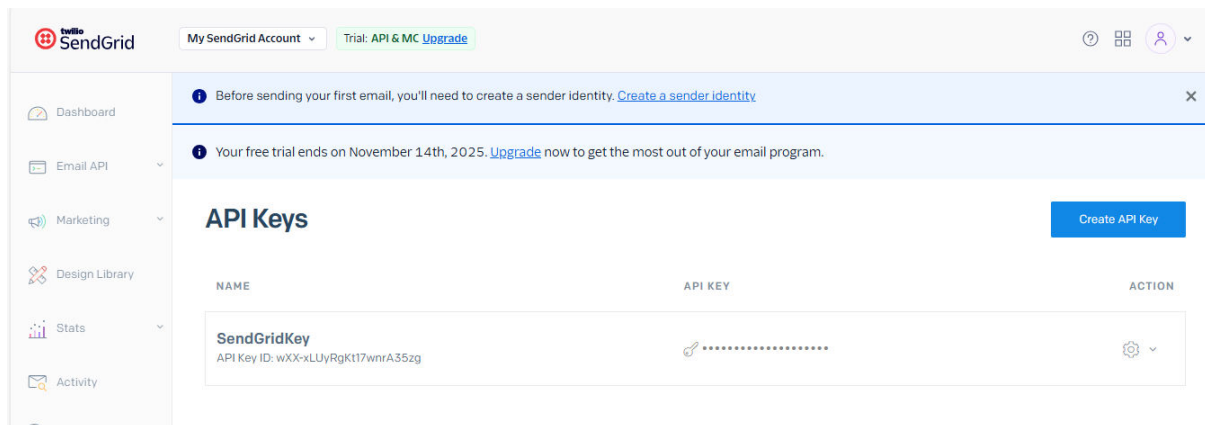 twilio
SendGrid
My SendGrid Account
Trial: API & MC Upgrade
Before sending your first email, you'll need to create a sender identity. Create a sender identity
Your free trial ends on November 14th, 2025. Upgrade now to get the most out of your email program.
Dashboard
Email API
Marketing
Design Library
Stats
Activity
API Keys
Create API Key
NAME API KEY ACTION
SendGridKey
API Key ID: wXX-xLUyRgKt17wnrA35zg
••••••••••••••••••••